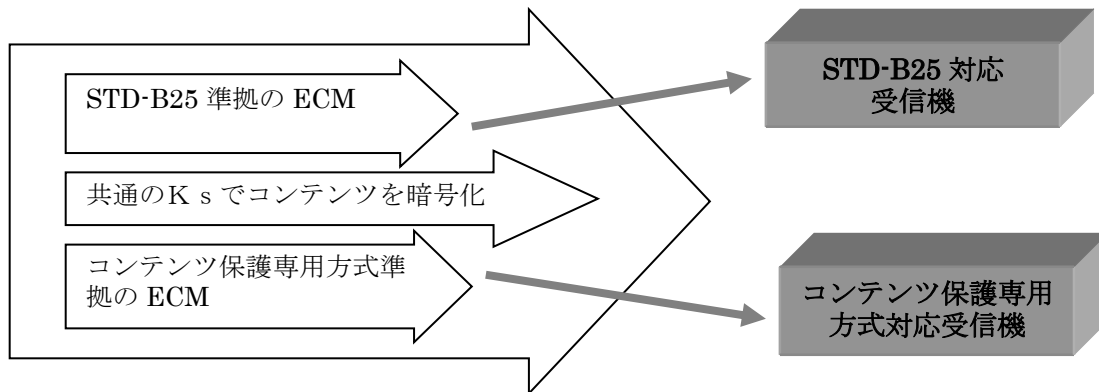 STD-B25 準拠の ECM
共通のＫｓでコンテンツを暗号化
コンテンツ保護専用方式準
拠の ECM
STD-B25 対応
受信機
コンテンツ保護専用
方式対応受信機